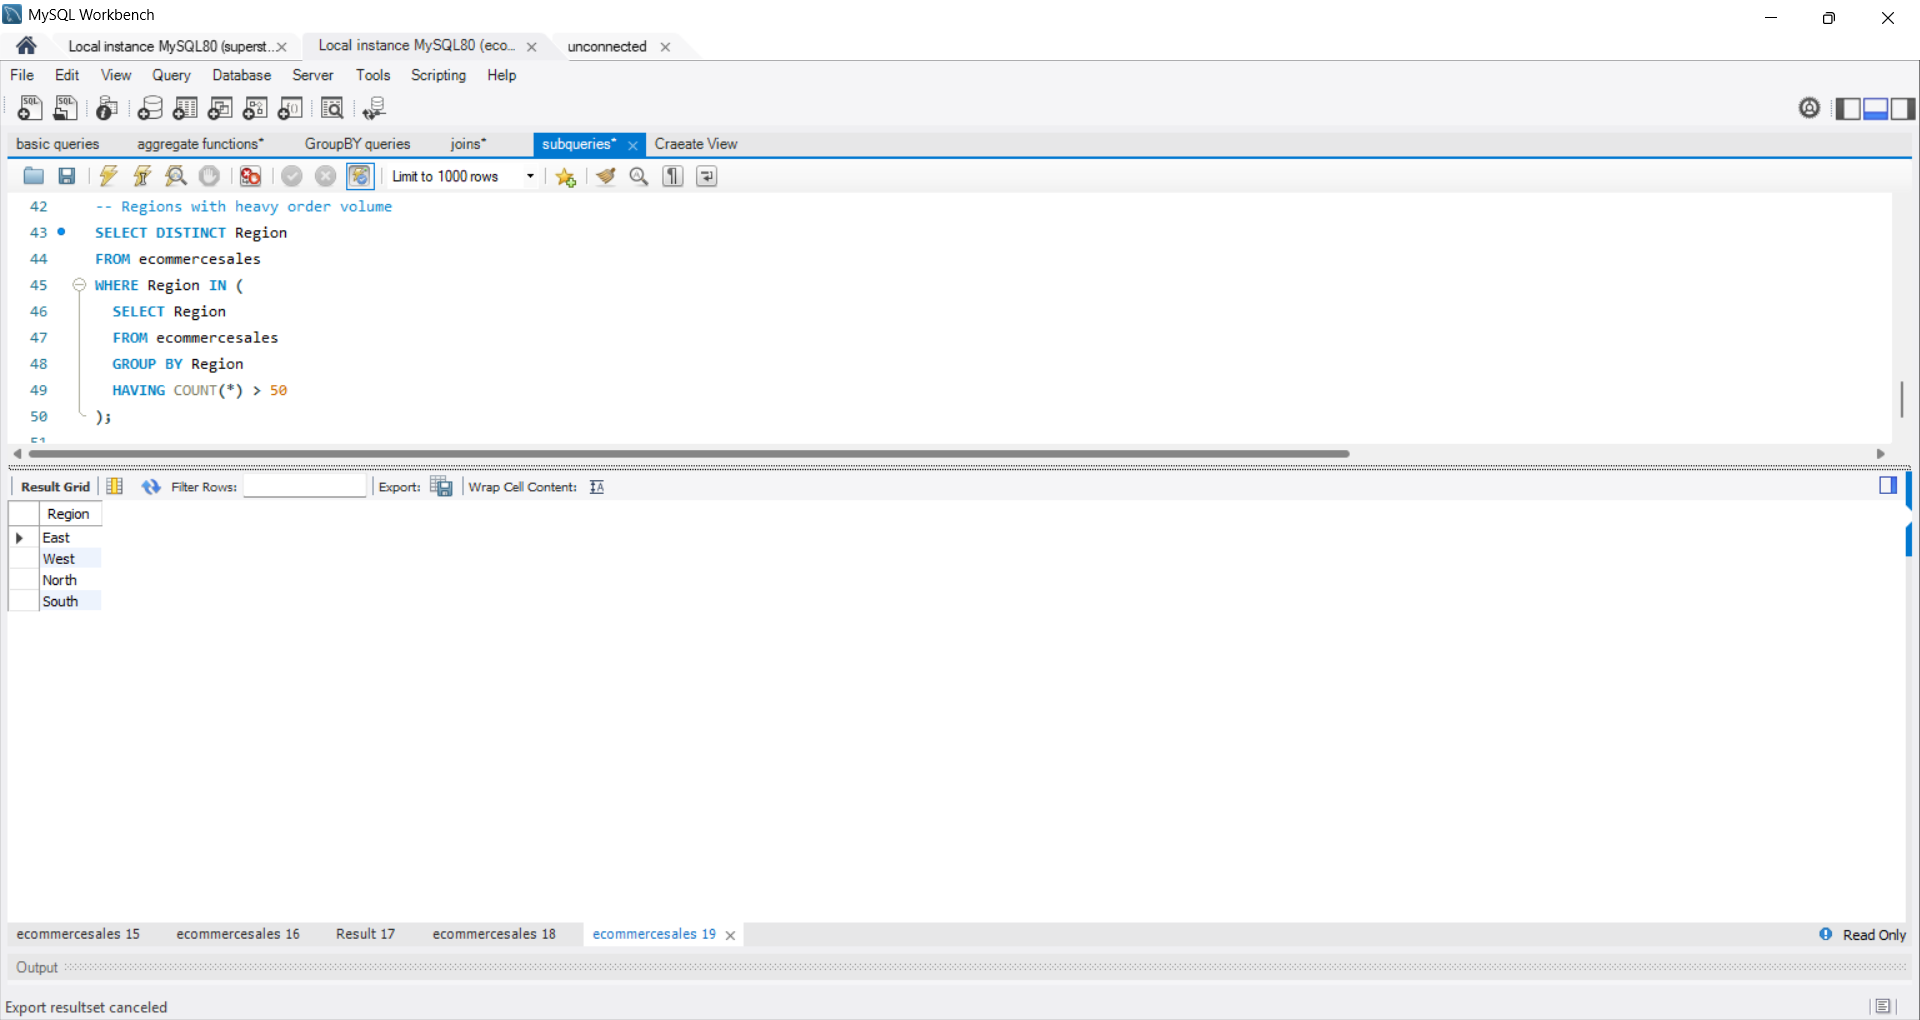 MySQL Workbench
Local instance MySQL80 (superst...
Local instance MySQL80 (eco...
unconnected
File Edit View Query Database Server Tools Scripting Help
basic queries aggregate functions* GroupBY queries joins* subqueries* Craeate View
Limit to 1000 rows
42 -- Regions with heavy order volume
43 SELECT DISTINCT Region
44 FROM ecommercesales
45 WHERE Region IN (
46 SELECT Region
47 FROM ecommercesales
48 GROUP BY Region
49 HAVING COUNT(*) > 50
50 );
51
Result Grid Filter Rows: Export: Wrap Cell Content:
Region
East
West
North
South
ecommercesales 15 ecommercesales 16 Result 17 ecommercesales 18 ecommercesales 19 Read Only
Output
Export resultset canceled